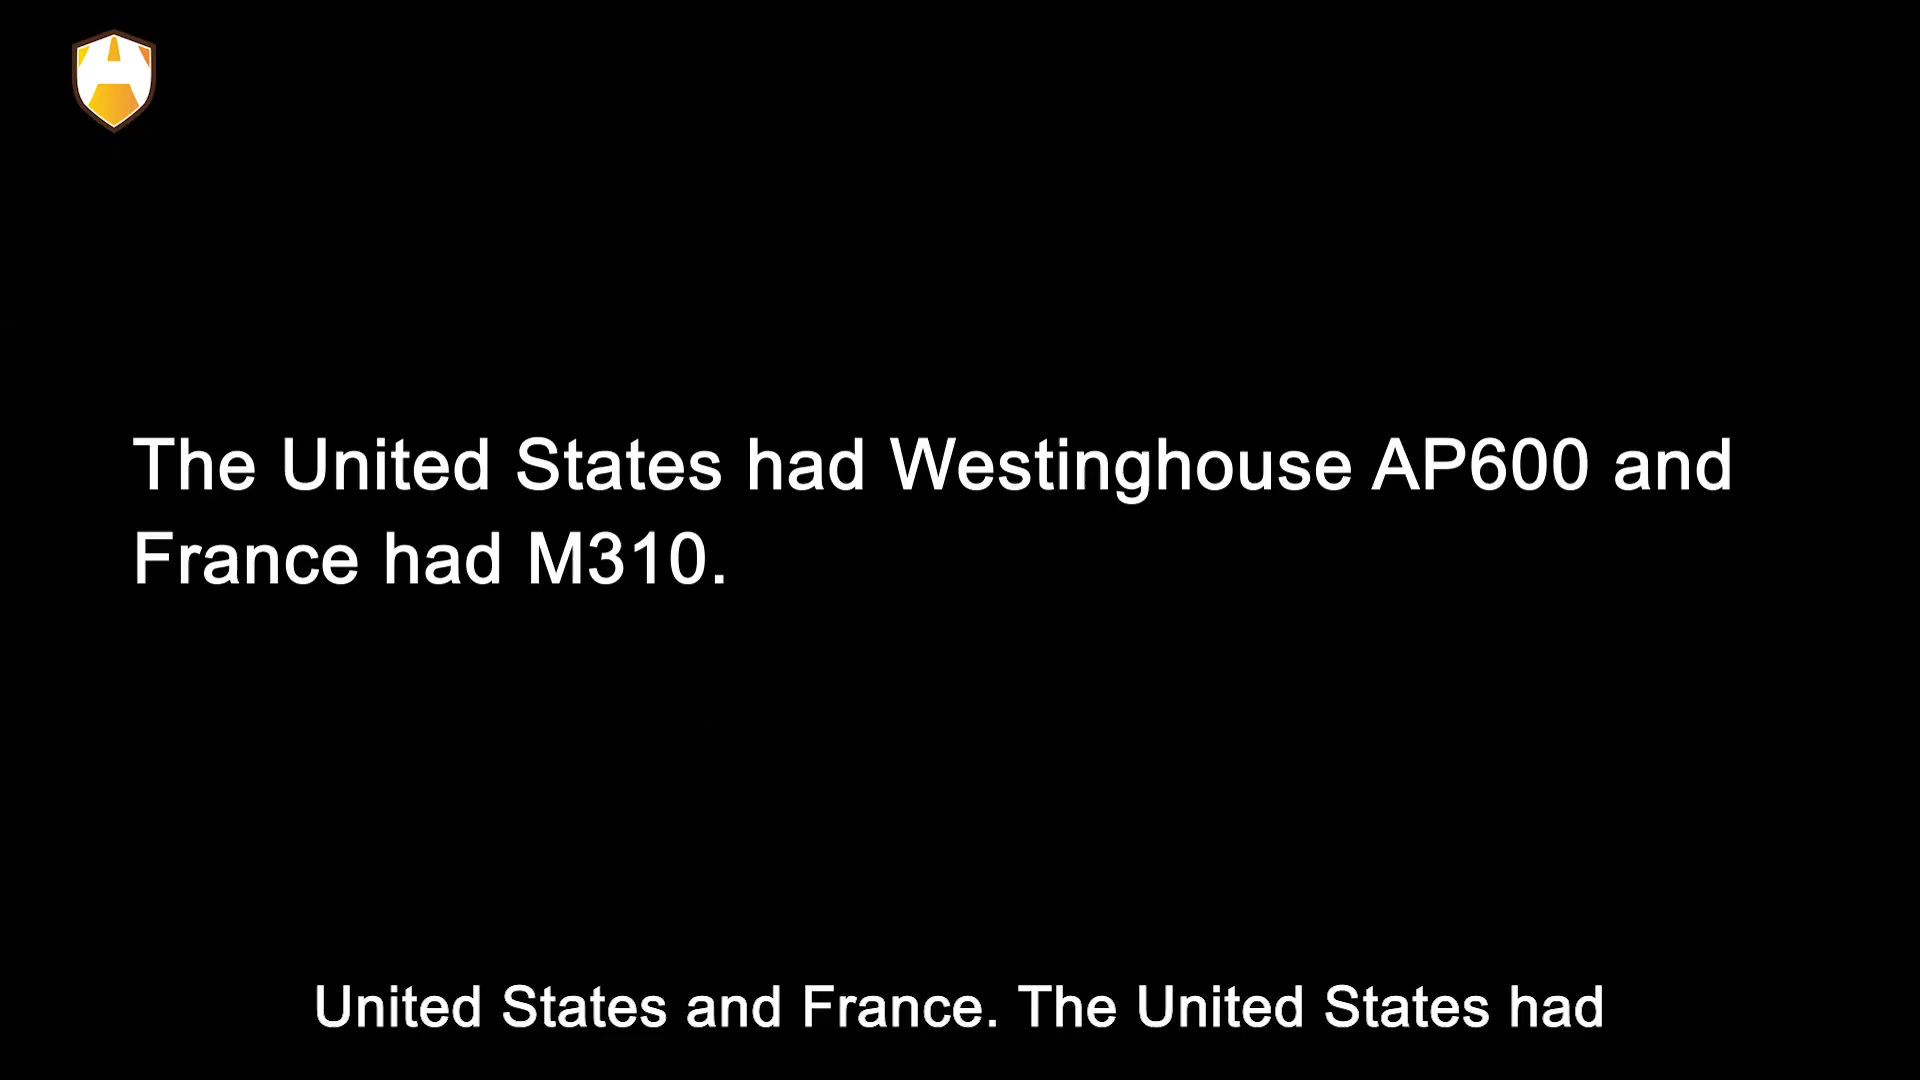 The United States had Westinghouse AP600 and
France had M310.
United States and France. The United States had